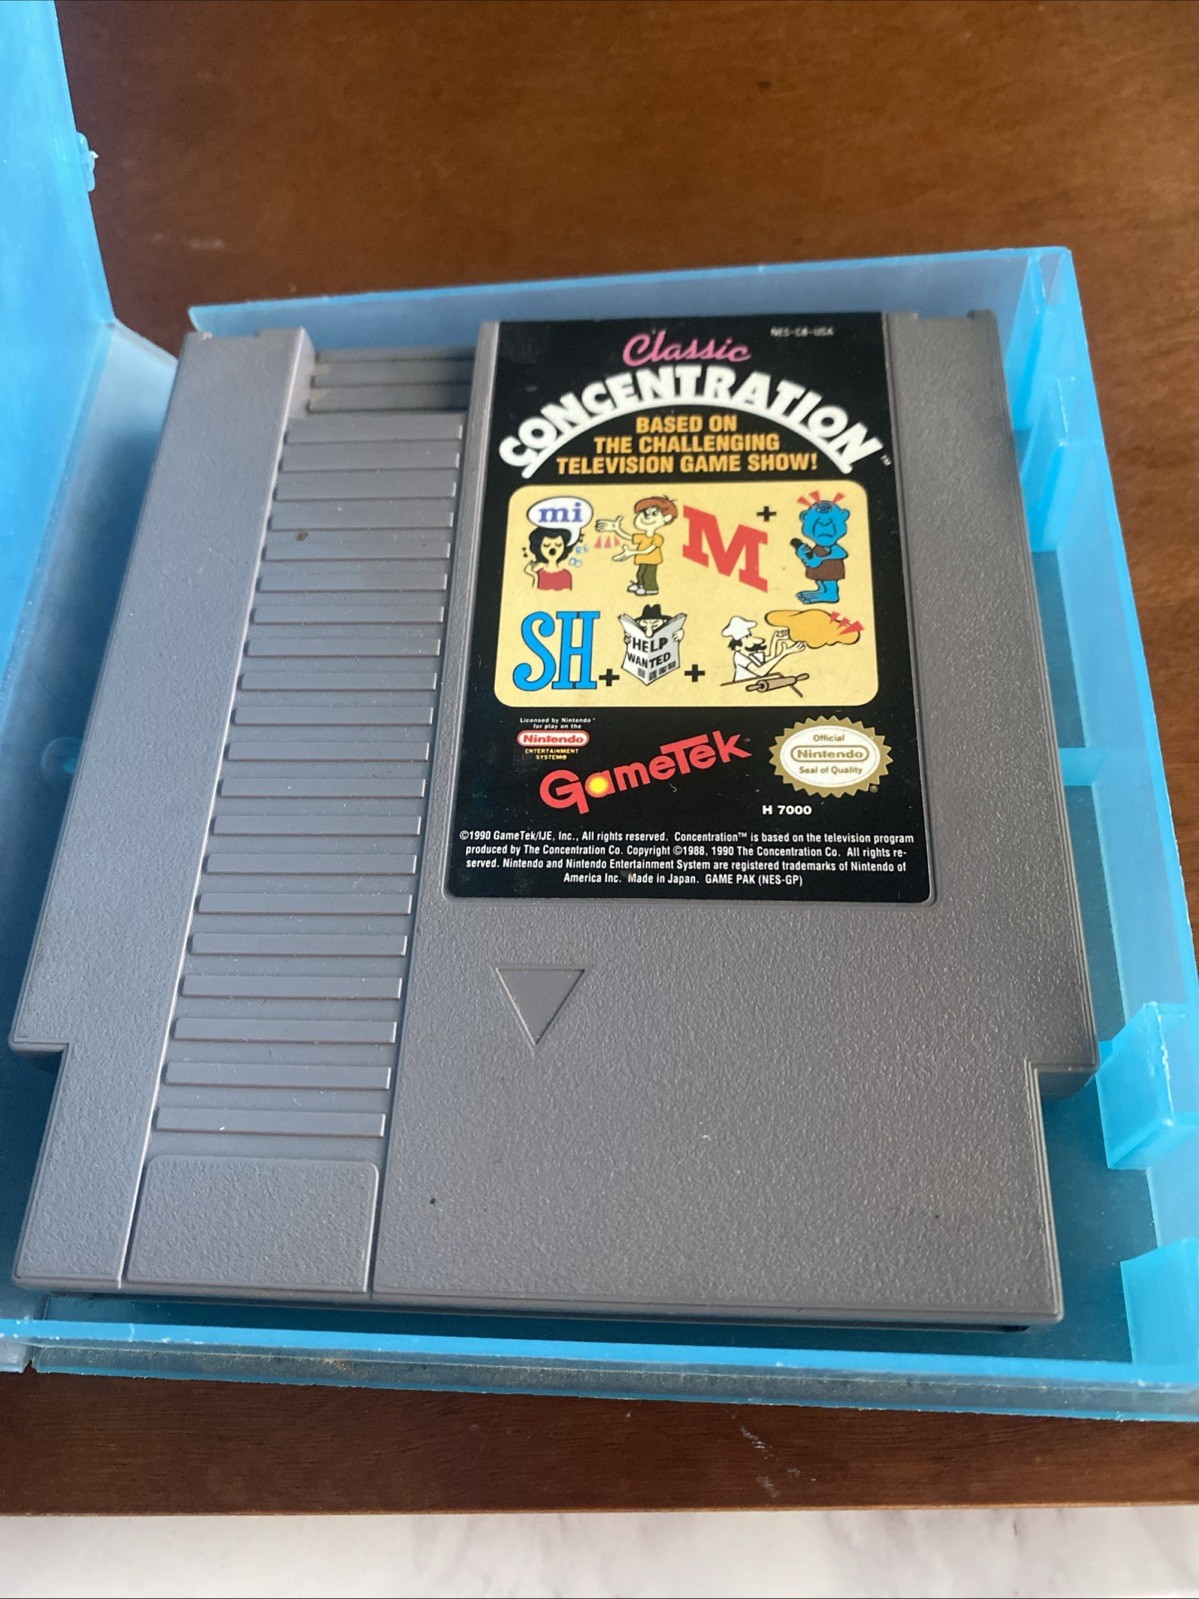 NES-C8-USA
Classic
CONCENTRATION™
BASED ON
THE CHALLENGING
TELEVISION GAME SHOW!
mi
RE
DO
M +
SH + HELP WANTED +
Licensed by Nintendo®
for play on the
Nintendo
ENTERTAINMENT
SYSTEM®
GameTek™
Official
Nintendo
Seal of Quality
®
H 7000
©1990 GameTek/IJE, Inc., All rights reserved. Concentration™ is based on the television program
produced by The Concentration Co. Copyright ©1988, 1990 The Concentration Co. All rights re-
served. Nintendo and Nintendo Entertainment System are registered trademarks of Nintendo of
America Inc. Made in Japan. GAME PAK (NES-GP)